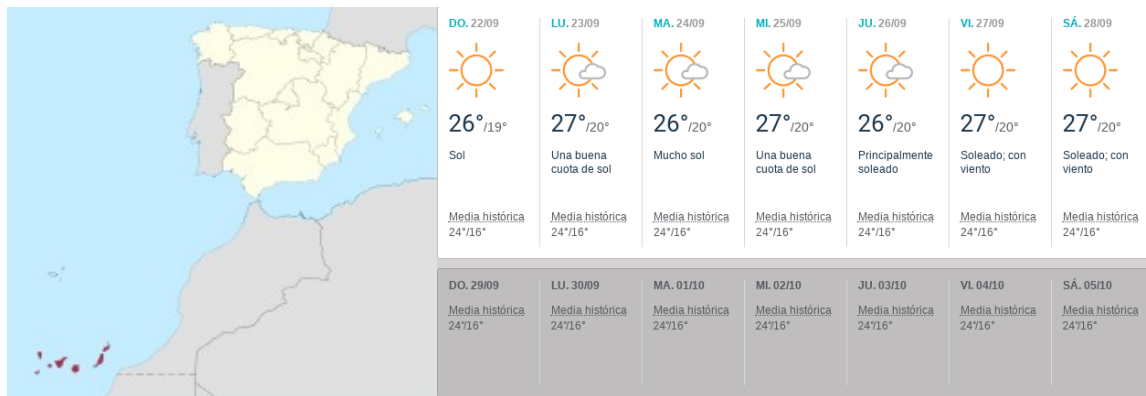 DO. 22/09
LU. 23/09
MA. 24/09
MI. 25/09
JU. 26/09
VI. 27/09
SÁ. 28/09
26°/19°
27°/20°
26°/20°
27°/20°
26°/20°
27°/20°
27°/20°
Sol
Una buena
cuota de sol
Mucho sol
Una buena
cuota de sol
Principalmente
soleado
Soleado; con
viento
Soleado; con
viento
Media histórica
24°/16°
Media histórica
24°/16°
Media histórica
24°/16°
Media histórica
24°/16°
Media histórica
24°/16°
Media histórica
24°/16°
Media histórica
24°/16°
DO. 29/09
LU. 30/09
MA. 01/10
MI. 02/10
JU. 03/10
VI. 04/10
SÁ. 05/10
Media histórica
24°/16°
Media histórica
24°/16°
Media histórica
24°/16°
Media histórica
24°/16°
Media histórica
24°/16°
Media histórica
24°/16°
Media histórica
24°/16°